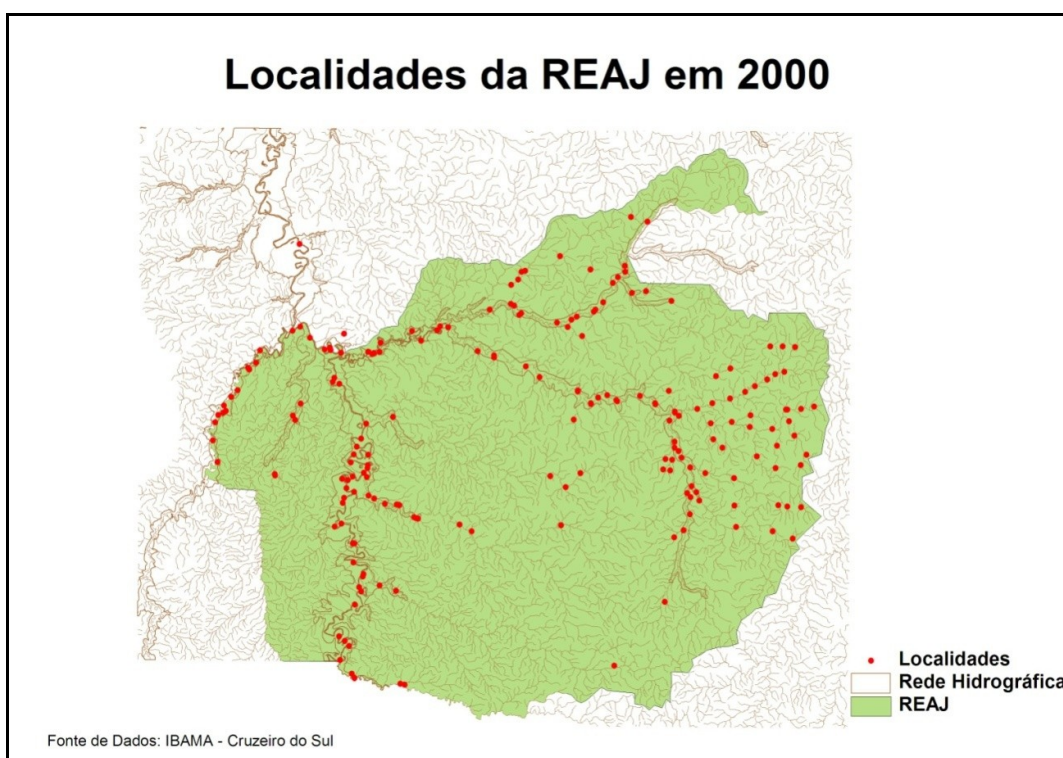 Localidades da REAJ em 2000
Localidades
Rede Hidrográfica
REAJ
Fonte de Dados: IBAMA - Cruzeiro do Sul